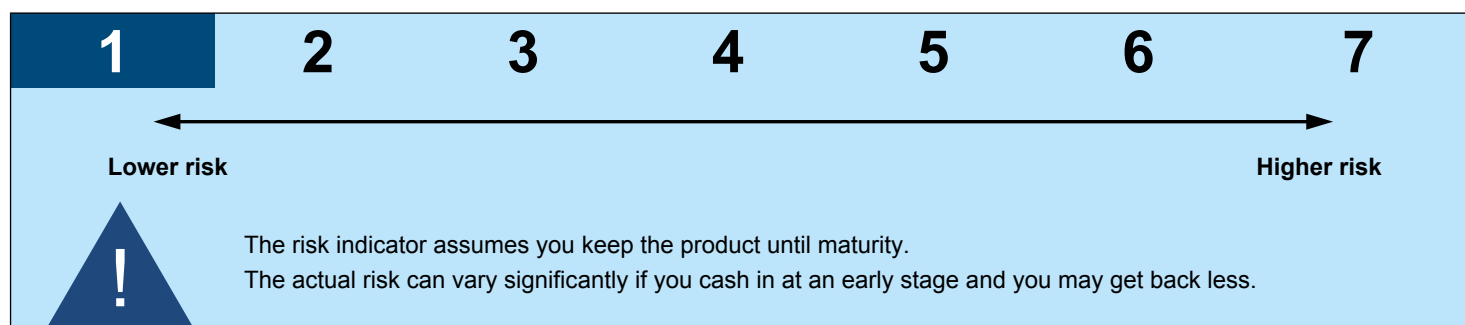 1 2 3 4 5 6 7
Lower risk Higher risk
!
The risk indicator assumes you keep the product until maturity.
The actual risk can vary significantly if you cash in at an early stage and you may get back less.